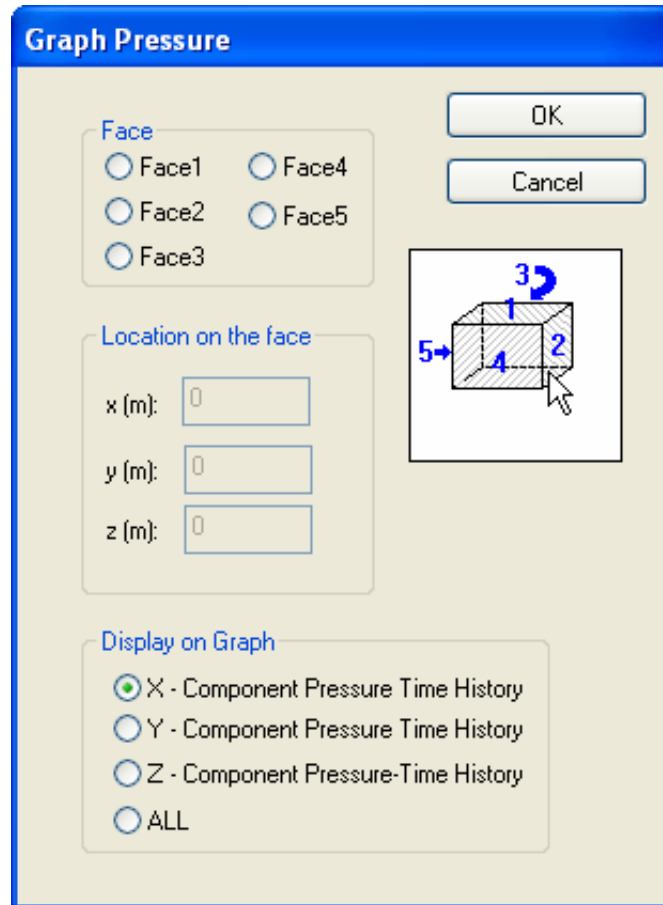 Graph Pressure
Face
Face1
Face4
Face2
Face5
Face3
OK
Cancel
3
1
5
4
2
Location on the face
x (m):
0
y (m):
0
z (m):
0
Display on Graph
X - Component Pressure Time History
Y - Component Pressure Time History
Z - Component Pressure-Time History
ALL